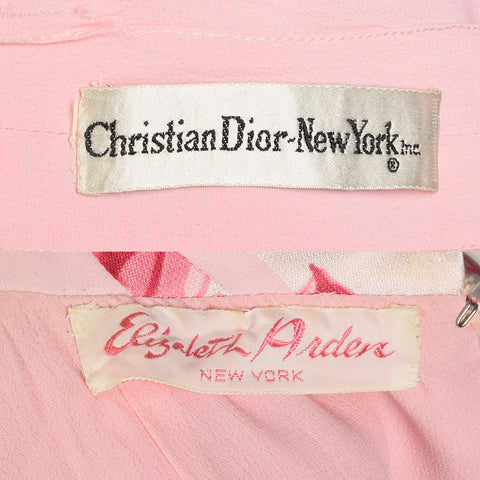 Christian Dior-New York Inc.
®
Elizabeth Arden
NEW YORK